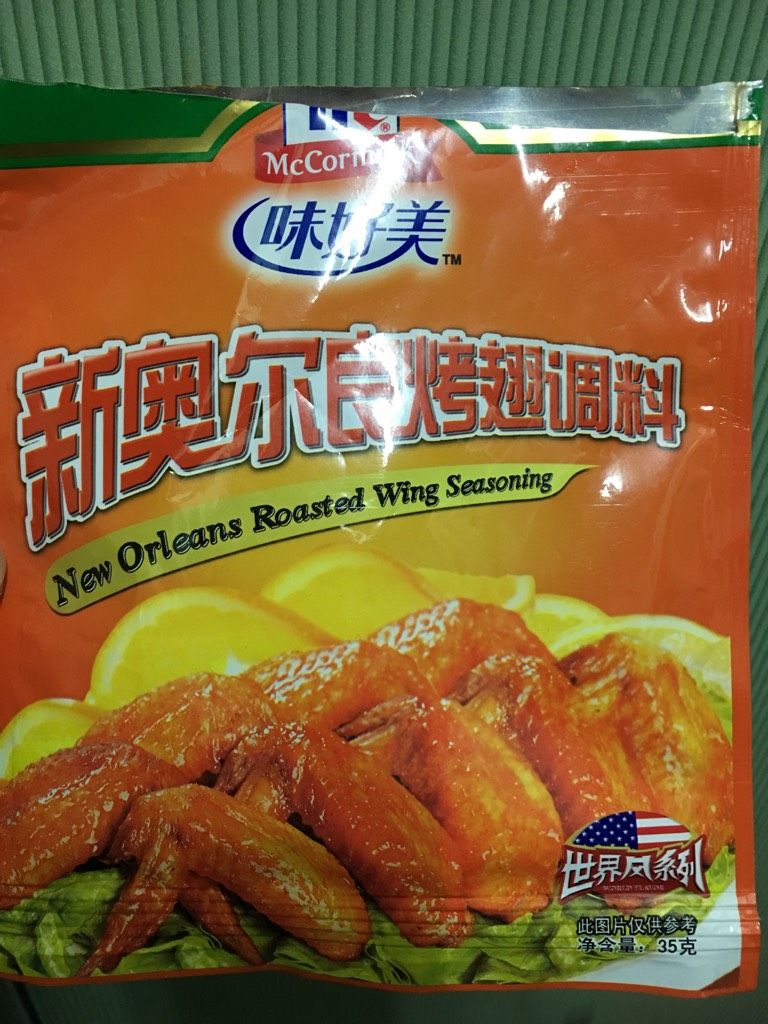 McCormick
味好美™
新奥尔良烤翅调料
New Orleans Roasted Wing Seasoning
世界风系列
此图片仅供参考
净含量：35克